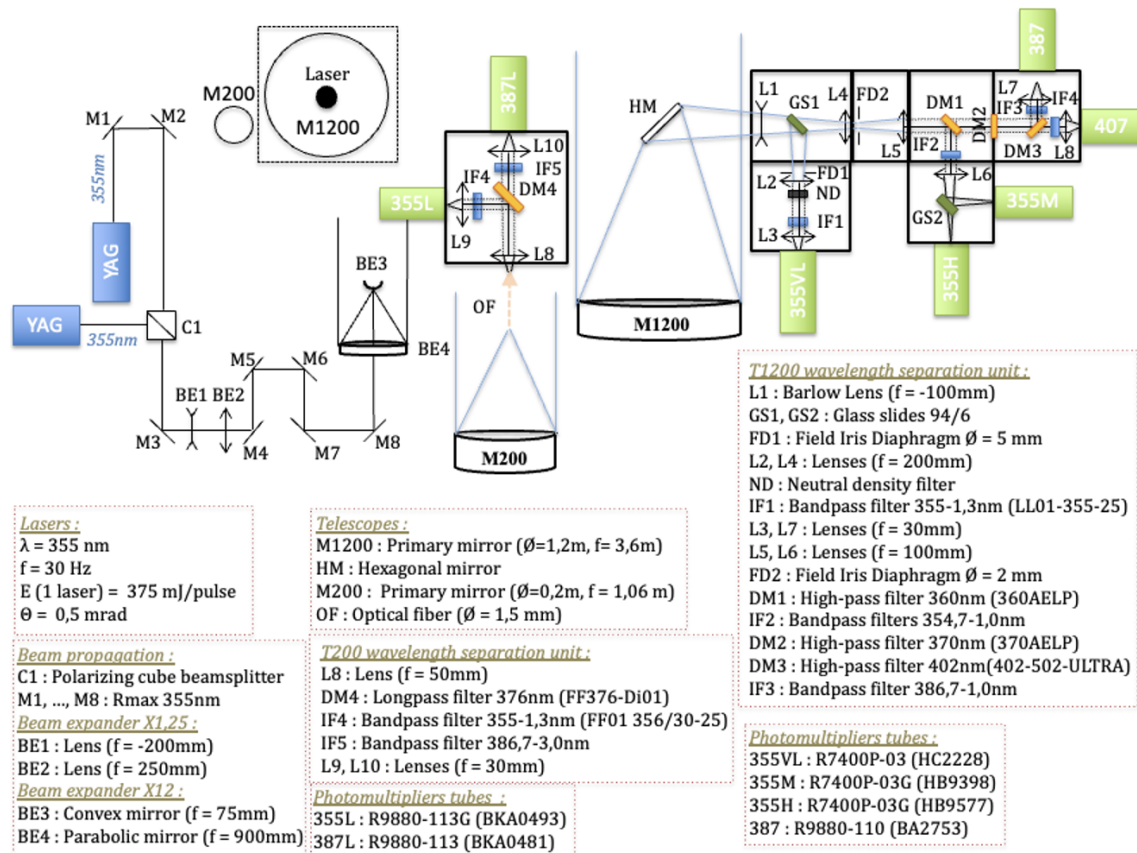 M1
M2
355nm
YAG
YAG
355nm
C1
M200
Laser
M1200
M3
BE1
BE2
M4
M5
M6
M7
M8
BE3
BE4
387L
L10
IF5
IF4
DM4
355L
L9
L8
OF
M200
HM
M1200
L1
GS1
L4
FD2
L5
L2
FD1
ND
IF1
L3
355VL
DM1
DM2
IF2
L6
GS2
355M
355H
387
L7
IF3
IF4
407
DM3
L8
Lasers :
λ = 355 nm
f = 30 Hz
E (1 laser) = 375 mJ/pulse
Θ = 0,5 mrad
Beam propagation :
C1 : Polarizing cube beamsplitter
M1, ..., M8 : Rmax 355nm
Beam expander X1,25
BE1 : Lens (f = -200mm)
BE2 : Lens (f = 250mm)
Beam expander X12 :
BE3 : Convex mirror (f = 75mm)
BE4 : Parabolic mirror (f = 900mm)
Telescopes :
M1200 : Primary mirror (Ø=1,2m, f= 3,6m)
HM : Hexagonal mirror
M200 : Primary mirror (Ø=0,2m, f = 1,06 m)
OF : Optical fiber (Ø = 1,5 mm)
T200 wavelength separation unit :
L8 : Lens (f = 50mm)
DM4 : Longpass filter 376nm (FF376-Di01)
IF4 : Bandpass filter 355-1,3nm (FF01 356/30-25)
IF5 : Bandpass filter 386,7-3,0nm
L9, L10 : Lenses (f = 30mm)
Photomultipliers tubes :
355L : R9880-113G (BKA0493)
387L : R9880-113 (BKA0481)
T1200 wavelength separation unit :
L1 : Barlow Lens (f = -100mm)
GS1, GS2 : Glass slides 94/6
FD1 : Field Iris Diaphragm Ø = 5 mm
L2, L4 : Lenses (f = 200mm)
ND : Neutral density filter
IF1 : Bandpass filter 355-1,3nm (LL01-355-25)
L3, L7 : Lenses (f = 30mm)
L5, L6 : Lenses (f = 100mm)
FD2 : Field Iris Diaphragm Ø = 2 mm
DM1 : High-pass filter 360nm (360AELP)
IF2 : Bandpass filters 354,7-1,0nm
DM2 : High-pass filter 370nm (370AELP)
DM3 : High-pass filter 402nm(402-502-ULTRA)
IF3 : Bandpass filter 386,7-1,0nm
Photomultipliers tubes :
355VL : R7400P-03 (HC2228)
355M : R7400P-03G (HB9398)
355H : R7400P-03G (HB9577)
387 : R9880-110 (BA2753)